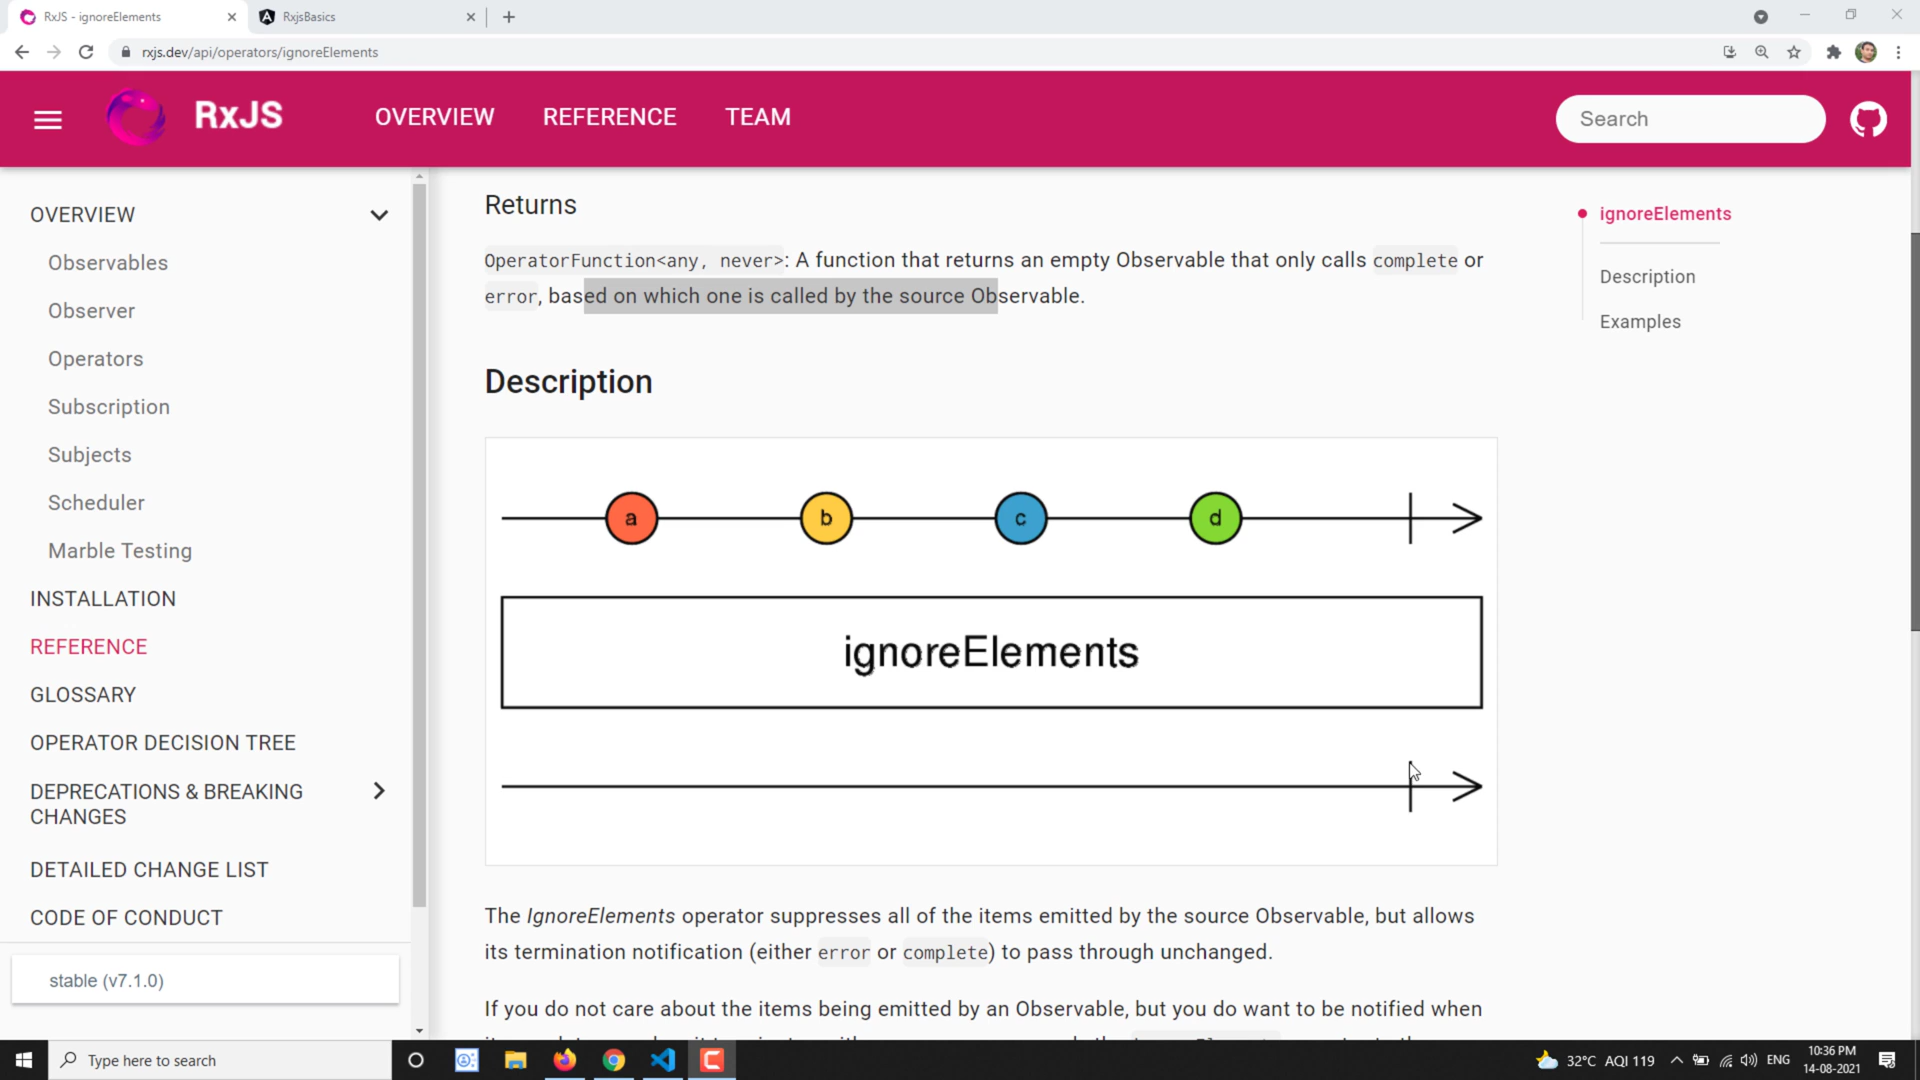 RxJS - ignoreElements
RxjsBasics
rxjs.dev/api/operators/ignoreElements
RxJS
OVERVIEW
REFERENCE
TEAM
Search
OVERVIEW
Observables
Observer
Operators
Subscription
Subjects
Scheduler
Marble Testing
INSTALLATION
REFERENCE
GLOSSARY
OPERATOR DECISION TREE
DEPRECATIONS & BREAKING
CHANGES
DETAILED CHANGE LIST
CODE OF CONDUCT
stable (v7.1.0)
Returns
OperatorFunction<any, never>: A function that returns an empty Observable that only calls complete or
error, based on which one is called by the source Observable.
Description
a b c d
ignoreElements
The IgnoreElements operator suppresses all of the items emitted by the source Observable, but allows
its termination notification (either error or complete) to pass through unchanged.
If you do not care about the items being emitted by an Observable, but you do want to be notified when
ignoreElements
Description
Examples
Type here to search
32°C AQI 119
ENG
10:36 PM
14-08-2021